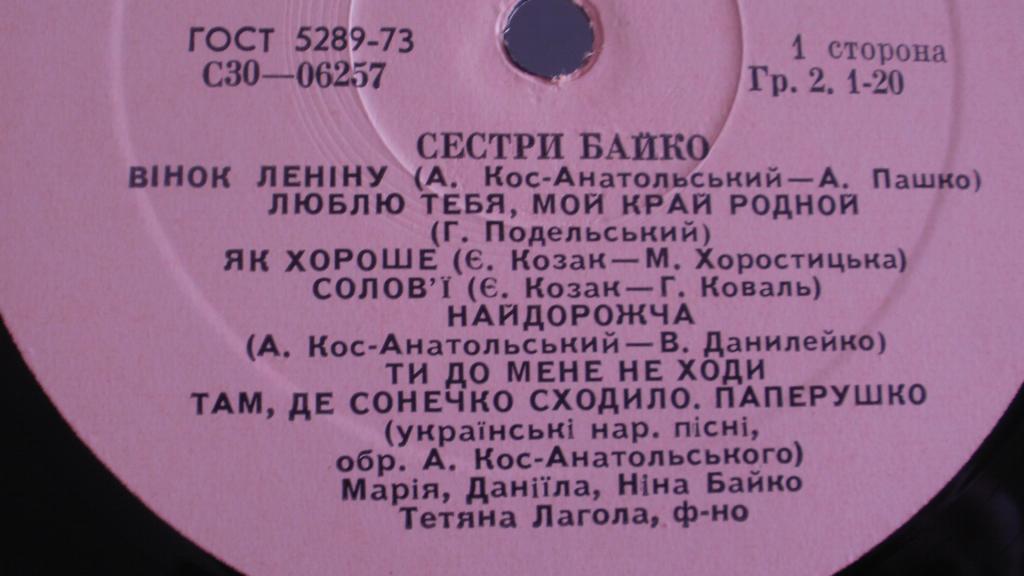 ГОСТ 5289-73
С30—06257
1 сторона
Гр. 2. 1-20
СЕСТРИ БАЙКО
ВІНОК ЛЕНІНУ (А. Кос-Анатольський—А. Пашко)
ЛЮБЛЮ ТЕБЯ, МОЙ КРАЙ РОДНОЙ
(Г. Подельський)
ЯК ХОРОШЕ (Є. Козак—М. Хоростицька)
СОЛОВ'Ї (Є. Козак—Г. Коваль)
НАЙДОРОЖЧА
(А. Кос-Анатольський—В. Данилейко)
ТИ ДО МЕНЕ НЕ ХОДИ
ТАМ, ДЕ СОНЕЧКО СХОДИЛО. ПАПЕРУШКО
(українські нар. пісні,
обр. А. Кос-Анатольського)
Марія, Даніїла, Ніна Байко
Тетяна Лагола, ф-но